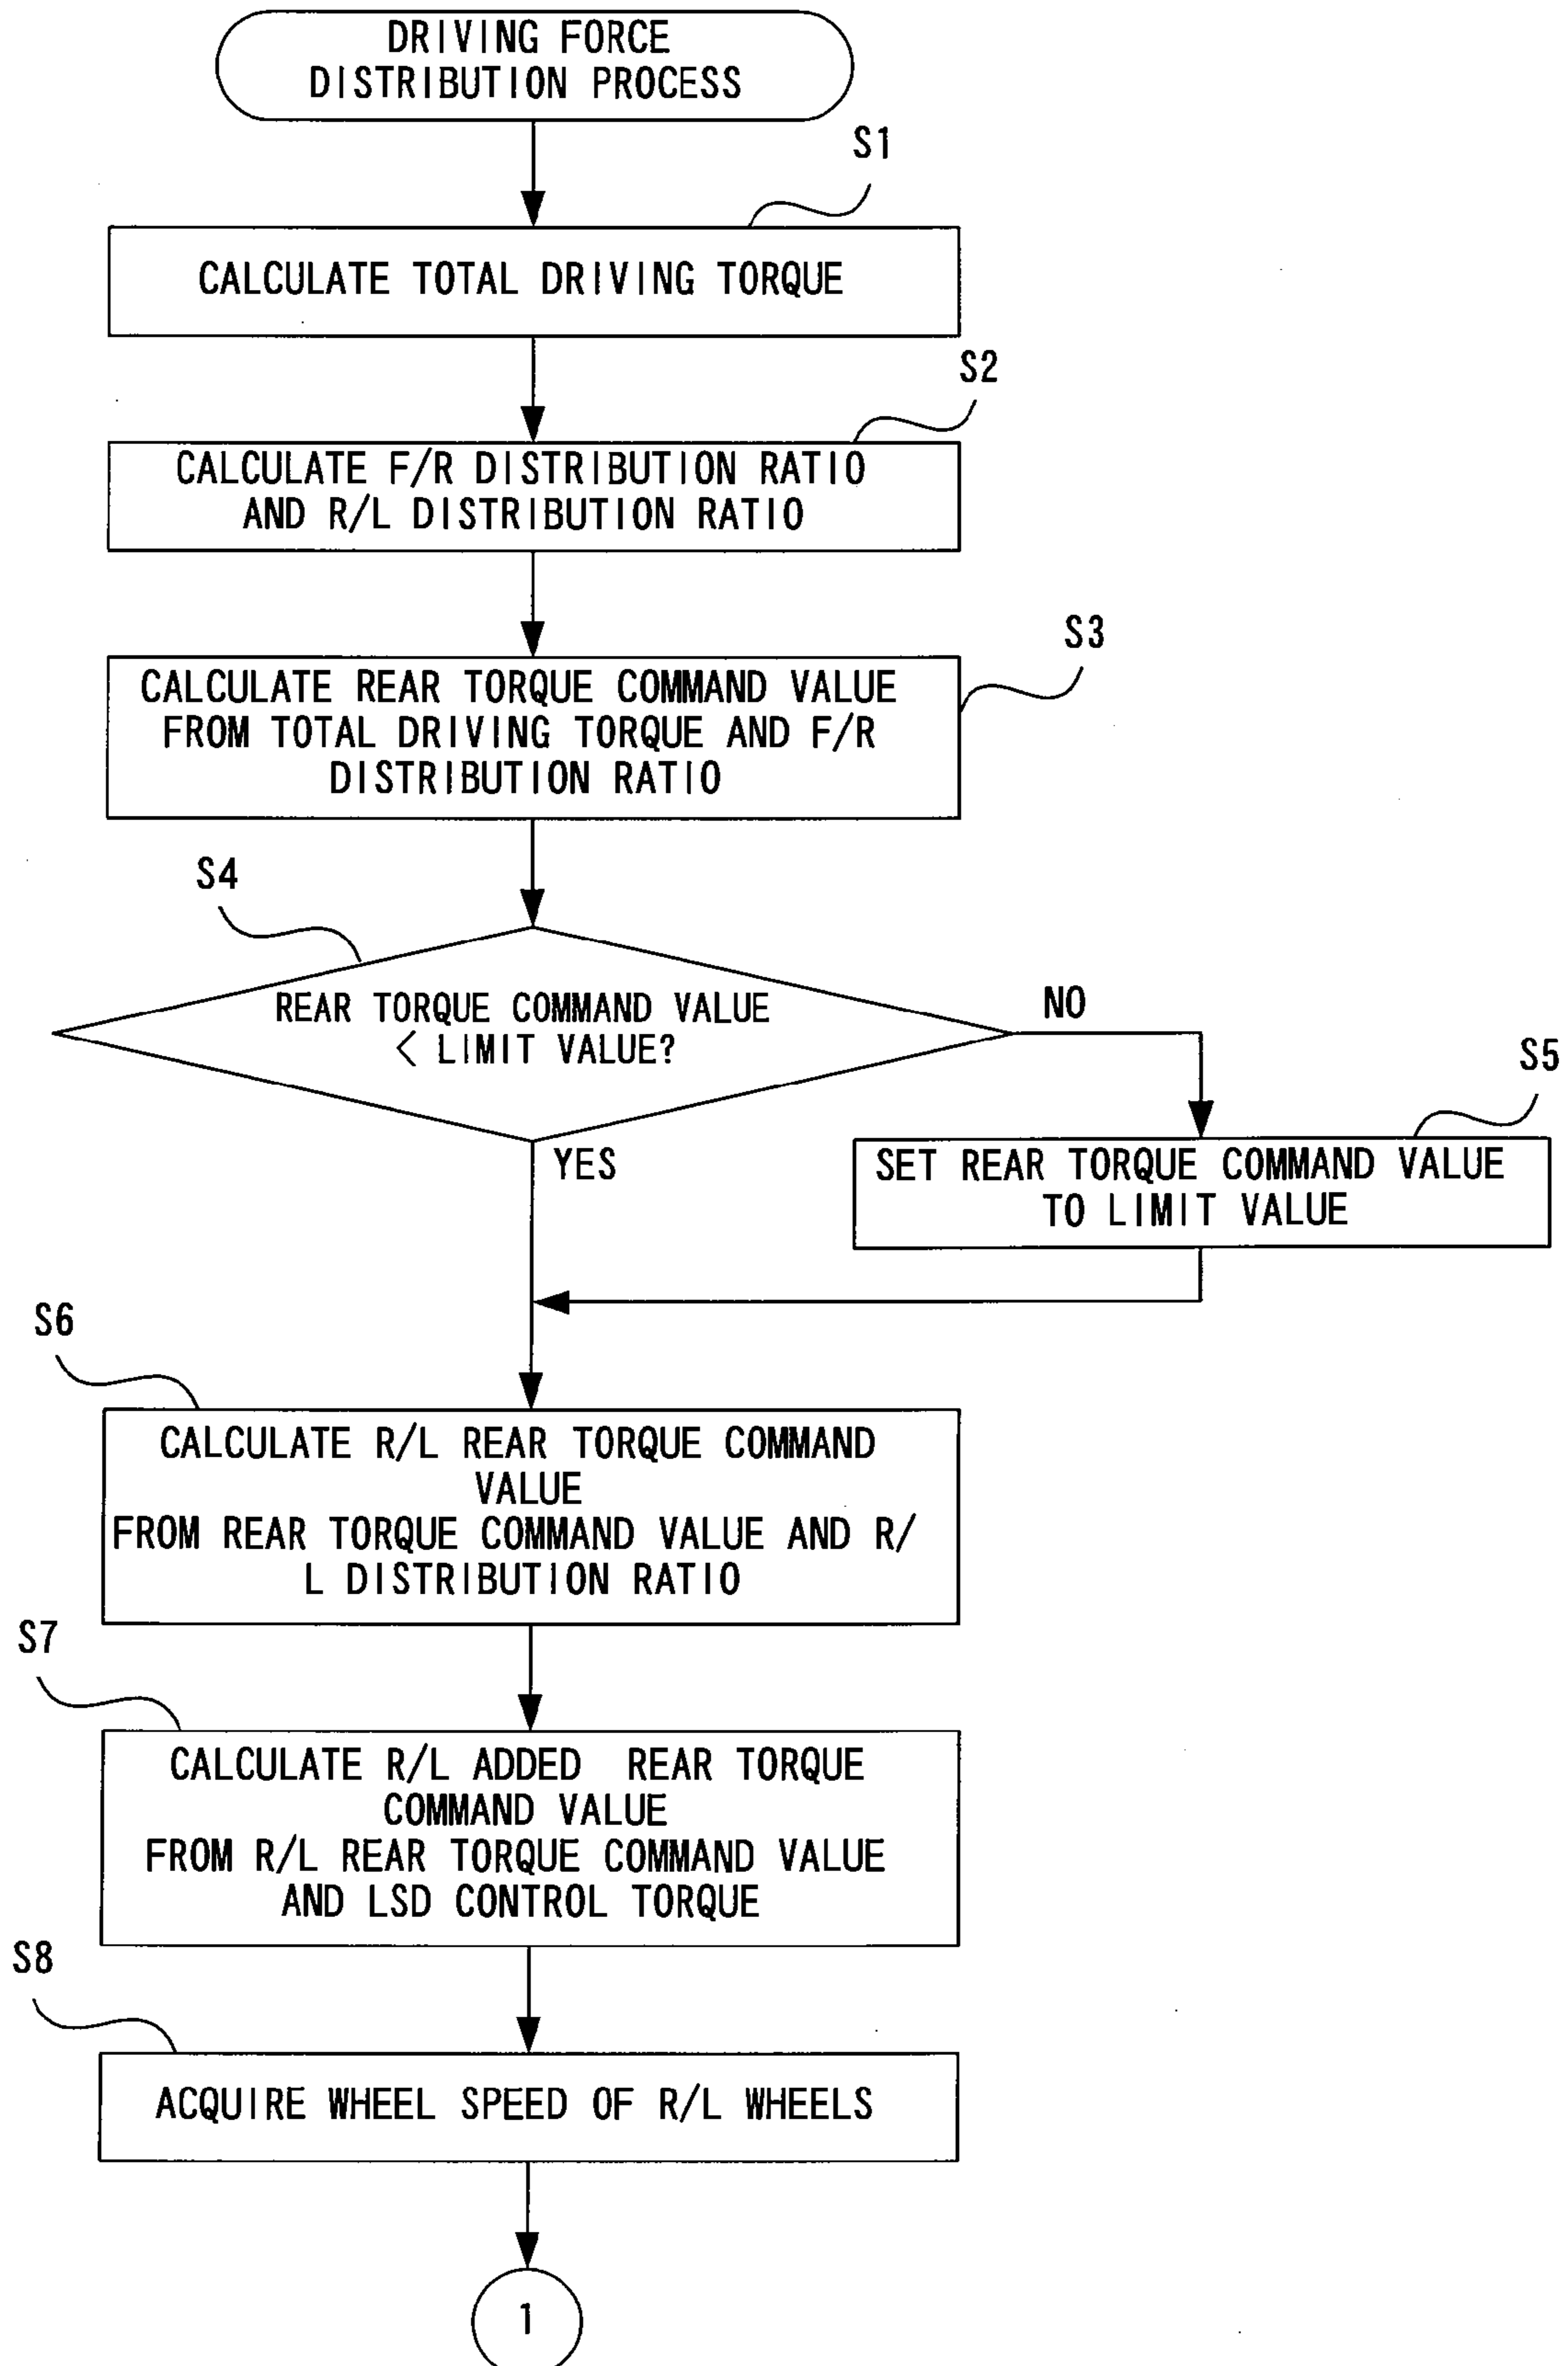 DRIVING FORCE
DISTRIBUTION PROCESS
S1
CALCULATE TOTAL DRIVING TORQUE
S2
CALCULATE F/R DISTRIBUTION RATIO
AND R/L DISTRIBUTION RATIO
S3
CALCULATE REAR TORQUE COMMAND VALUE
FROM TOTAL DRIVING TORQUE AND F/R
DISTRIBUTION RATIO
S4
REAR TORQUE COMMAND VALUE
< LIMIT VALUE?
NO
YES
S5
SET REAR TORQUE COMMAND VALUE
TO LIMIT VALUE
S6
CALCULATE R/L REAR TORQUE COMMAND
VALUE
FROM REAR TORQUE COMMAND VALUE AND R/
L DISTRIBUTION RATIO
S7
CALCULATE R/L ADDED REAR TORQUE
COMMAND VALUE
FROM R/L REAR TORQUE COMMAND VALUE
AND LSD CONTROL TORQUE
S8
ACQUIRE WHEEL SPEED OF R/L WHEELS
1